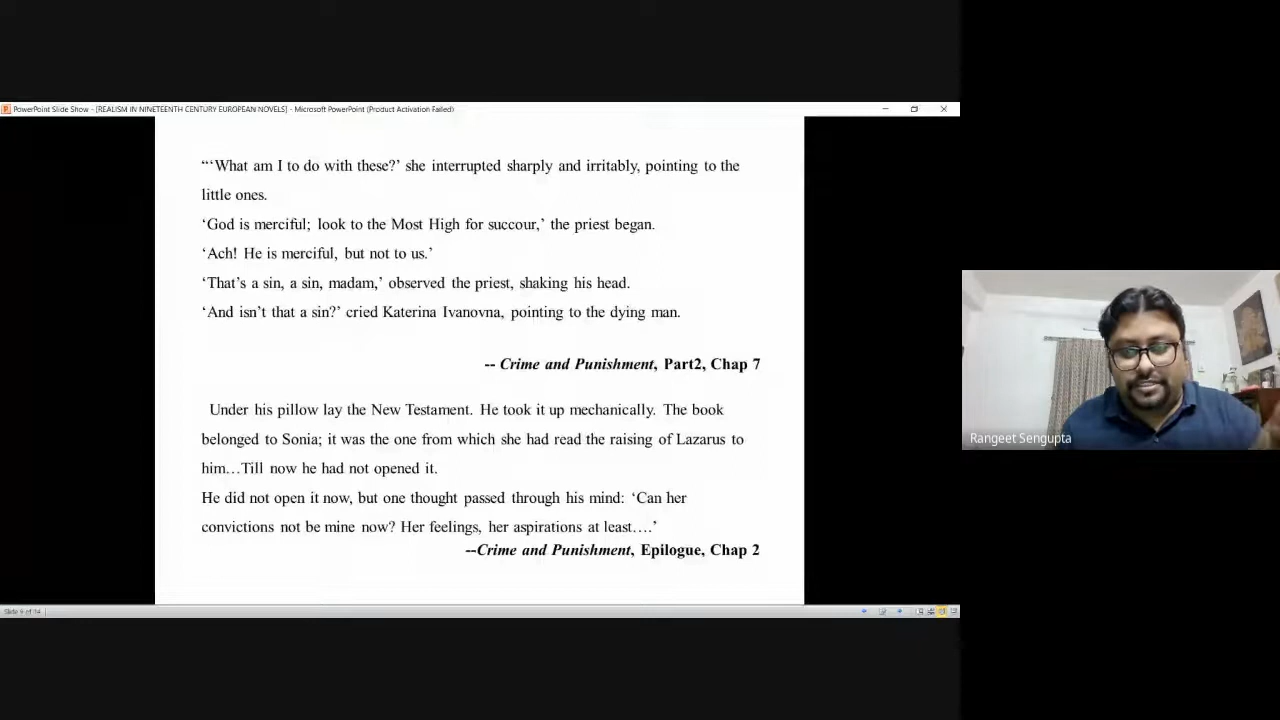 PowerPoint Slide Show - [REALISM IN NINETEENTH CENTURY EUROPEAN NOVELS] - Microsoft PowerPoint (Product Activation Failed)
“‘What am I to do with these?’ she interrupted sharply and irritably, pointing to the
little ones.
‘God is merciful; look to the Most High for succour,’ the priest began.
‘Ach! He is merciful, but not to us.’
‘That’s a sin, a sin, madam,’ observed the priest, shaking his head.
‘And isn’t that a sin?’ cried Katerina Ivanovna, pointing to the dying man.
-- Crime and Punishment, Part2, Chap 7
Under his pillow lay the New Testament. He took it up mechanically. The book
belonged to Sonia; it was the one from which she had read the raising of Lazarus to
him…Till now he had not opened it.
He did not open it now, but one thought passed through his mind: ‘Can her
convictions not be mine now? Her feelings, her aspirations at least….’
--Crime and Punishment, Epilogue, Chap 2
Rangeet Sengupta
Slide 9 of 14